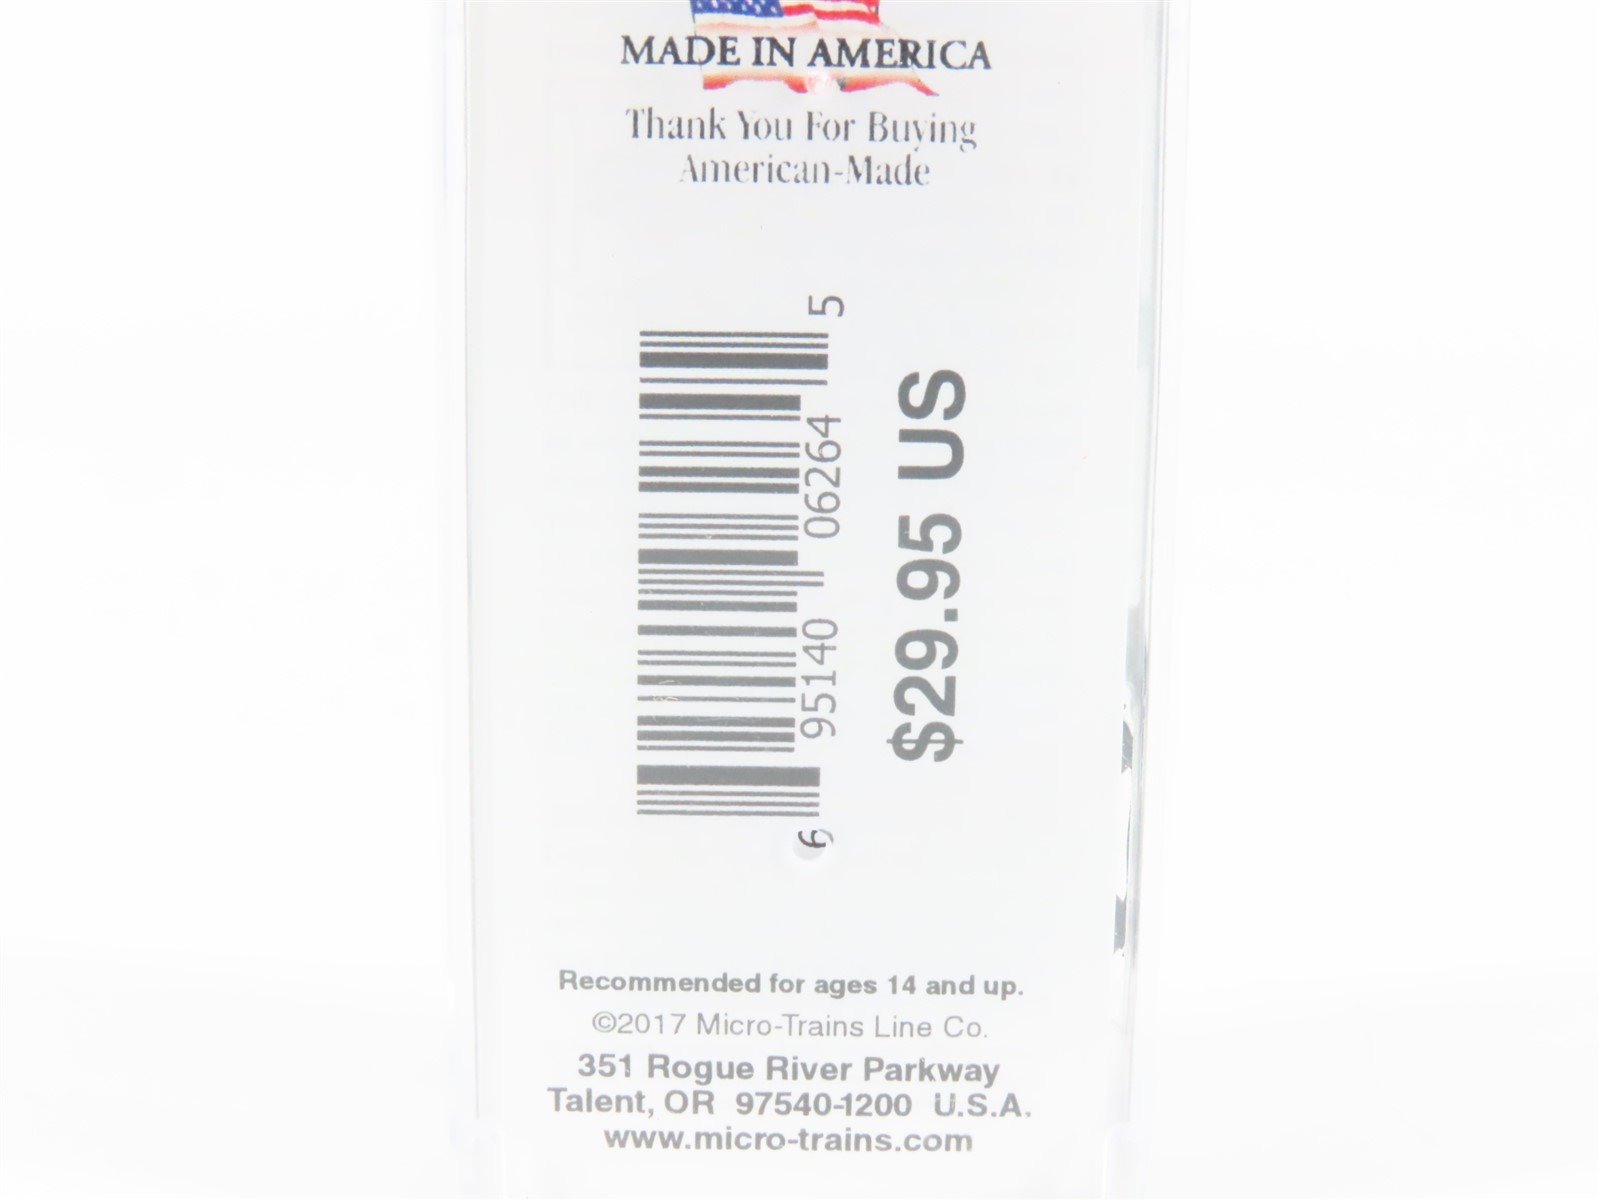 MADE IN AMERICA
Thank You For Buying
American-Made
6 95140 06264 5
$29.95 US
Recommended for ages 14 and up.
©2017 Micro-Trains Line Co.
351 Rogue River Parkway
Talent, OR 97540-1200 U.S.A.
www.micro-trains.com